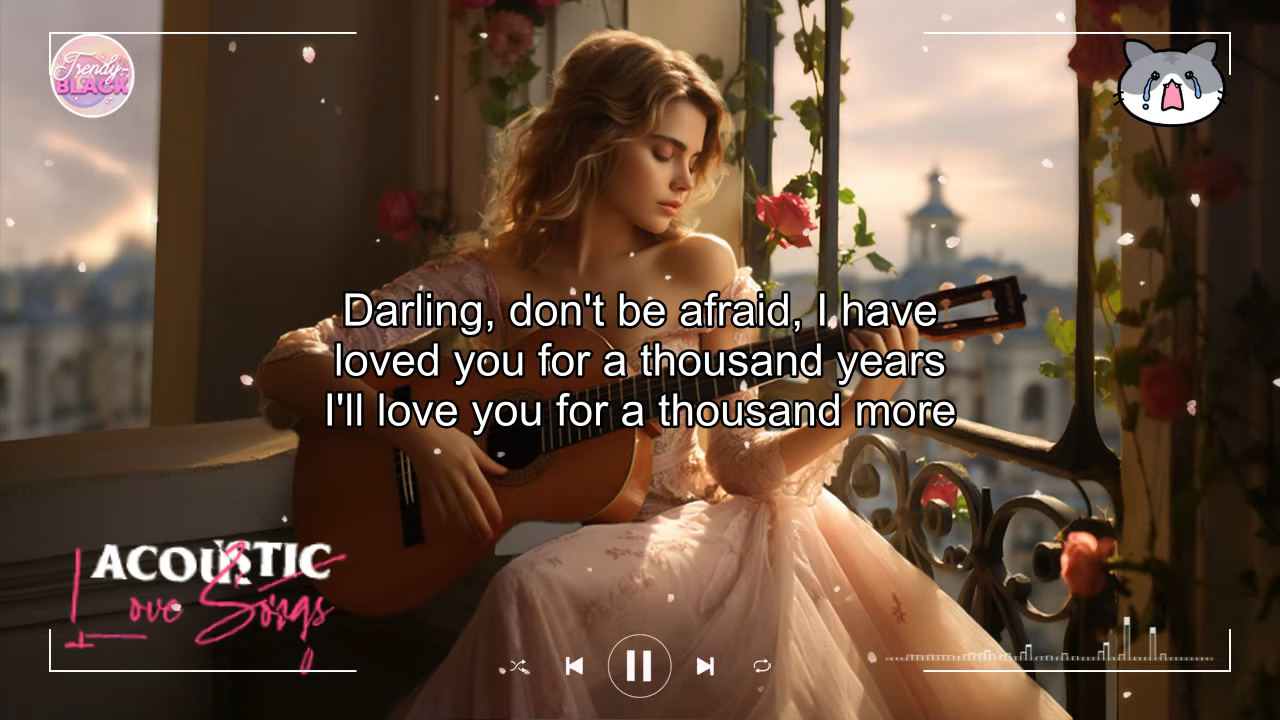 Trendy
BLACK
Darling, don't be afraid, I have
loved you for a thousand years
I'll love you for a thousand more
ACOUSTIC
Love Songs